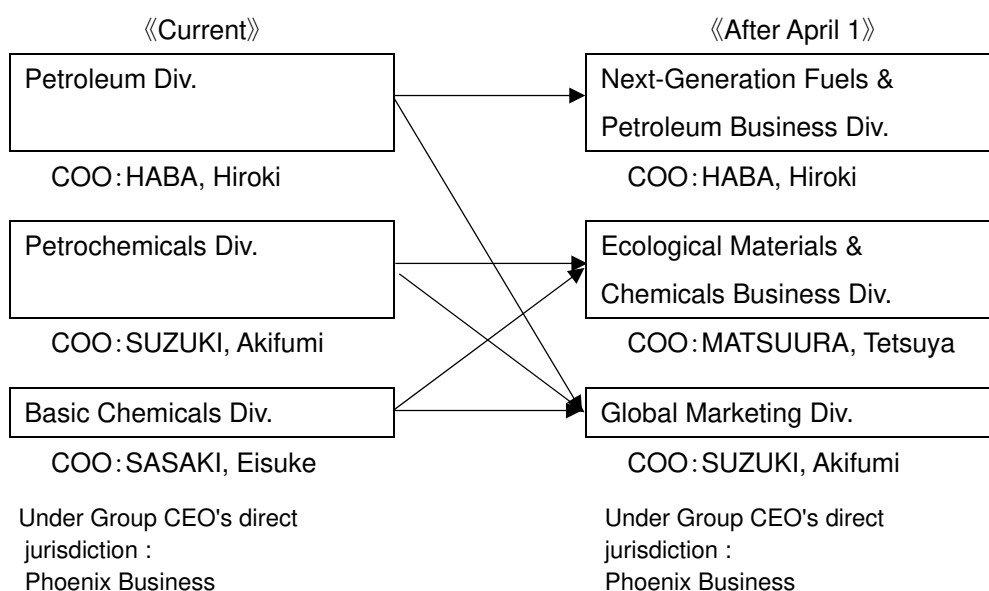 《Current》
Petroleum Div.
COO:HABA, Hiroki
Petrochemicals Div.
COO:SUZUKI, Akifumi
Basic Chemicals Div.
COO:SASAKI, Eisuke
Under Group CEO's direct
jurisdiction :
Phoenix Business
《After April 1》
Next-Generation Fuels &
Petroleum Business Div.
COO:HABA, Hiroki
Ecological Materials &
Chemicals Business Div.
COO:MATSUURA, Tetsuya
Global Marketing Div.
COO:SUZUKI, Akifumi
Under Group CEO's direct
jurisdiction :
Phoenix Business